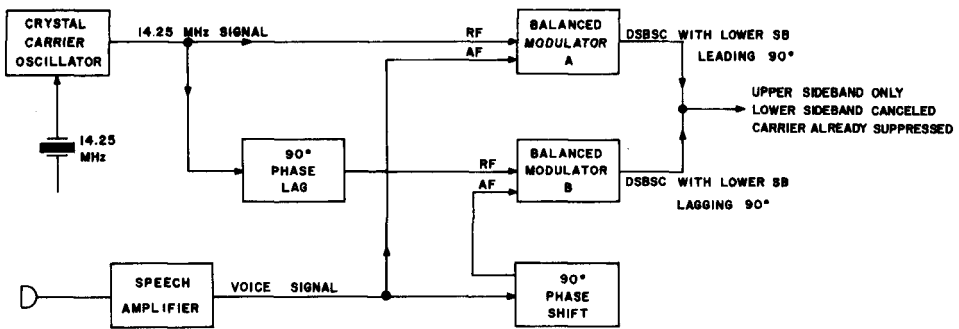 CRYSTAL
CARRIER
OSCILLATOR
14.25 MHz SIGNAL
RF
AF
BALANCED
MODULATOR
A
DSBSC WITH LOWER SB
LEADING 90°
UPPER SIDEBAND ONLY
LOWER SIDEBAND CANCELED
CARRIER ALREADY SUPPRESSED
14.25
MHz
90°
PHASE
LAG
RF
AF
BALANCED
MODULATOR
B
DSBSC WITH LOWER SB
LAGGING 90°
SPEECH
AMPLIFIER
VOICE SIGNAL
90°
PHASE
SHIFT